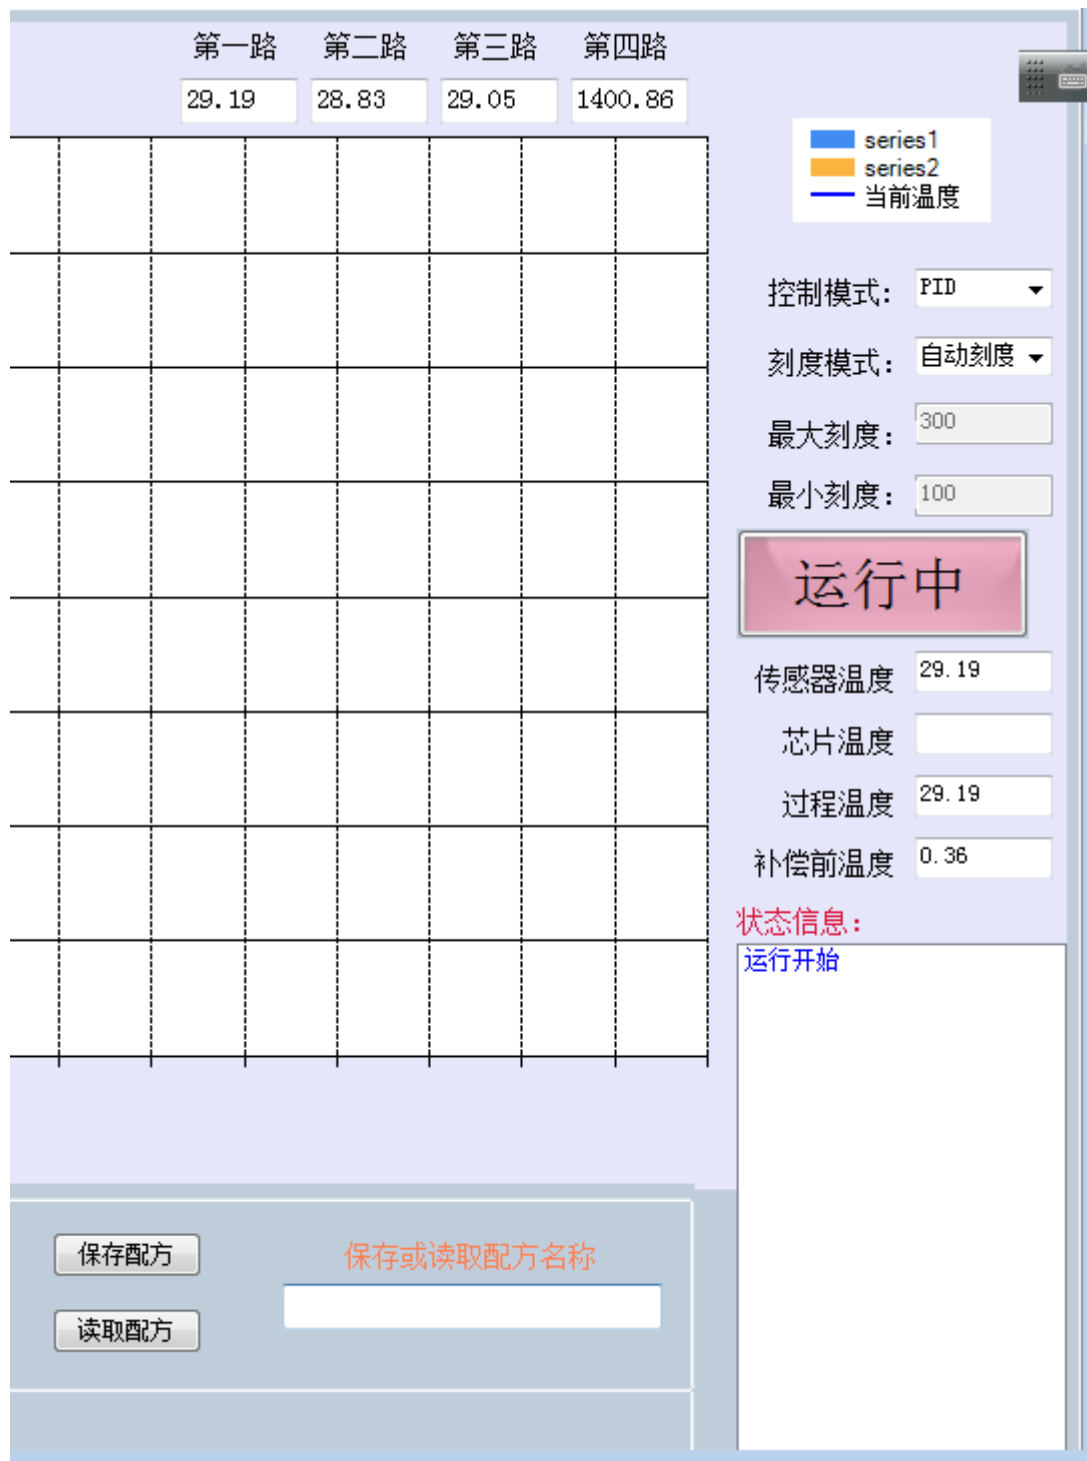 第一路 第二路 第三路 第四路
29.19 28.83 29.05 1400.86
series1
series2
当前温度
控制模式： PID
刻度模式： 自动刻度
最大刻度： 300
最小刻度： 100
运行中
传感器温度 29.19
芯片温度
过程温度 29.19
补偿前温度 0.36
状态信息：
运行开始
保存配方 保存或读取配方名称
读取配方